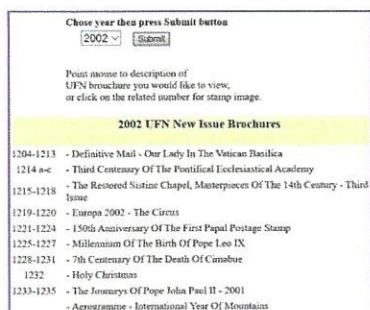 Chose year then press Submit button
2002 Submit
Point mouse to description of
UFN brouchure you would like to view,
or click on the related number for stamp image.
2002 UFN New Issue Brochures
1204-1213 - Definitive Mail - Our Lady In The Vatican Basilica
1214 a-c - Third Centenary Of The Pontifical Ecclesiastical Academy
1215-1218 - The Restored Sistine Chapel, Masterpieces Of The 14th Century - Third
Issue
1219-1220 - Europa 2002 - The Circus
1221-1224 - 150th Anniversary Of The First Papal Postage Stamp
1225-1227 - Millennium Of The Birth Of Pope Leo IX
1228-1231 - 7th Centenary Of The Death Of Cimabue
1232 - Holy Christmas
1233-1235 - The Journeys Of Pope John Paul II - 2001
- Aerogramme - International Year Of Mountains